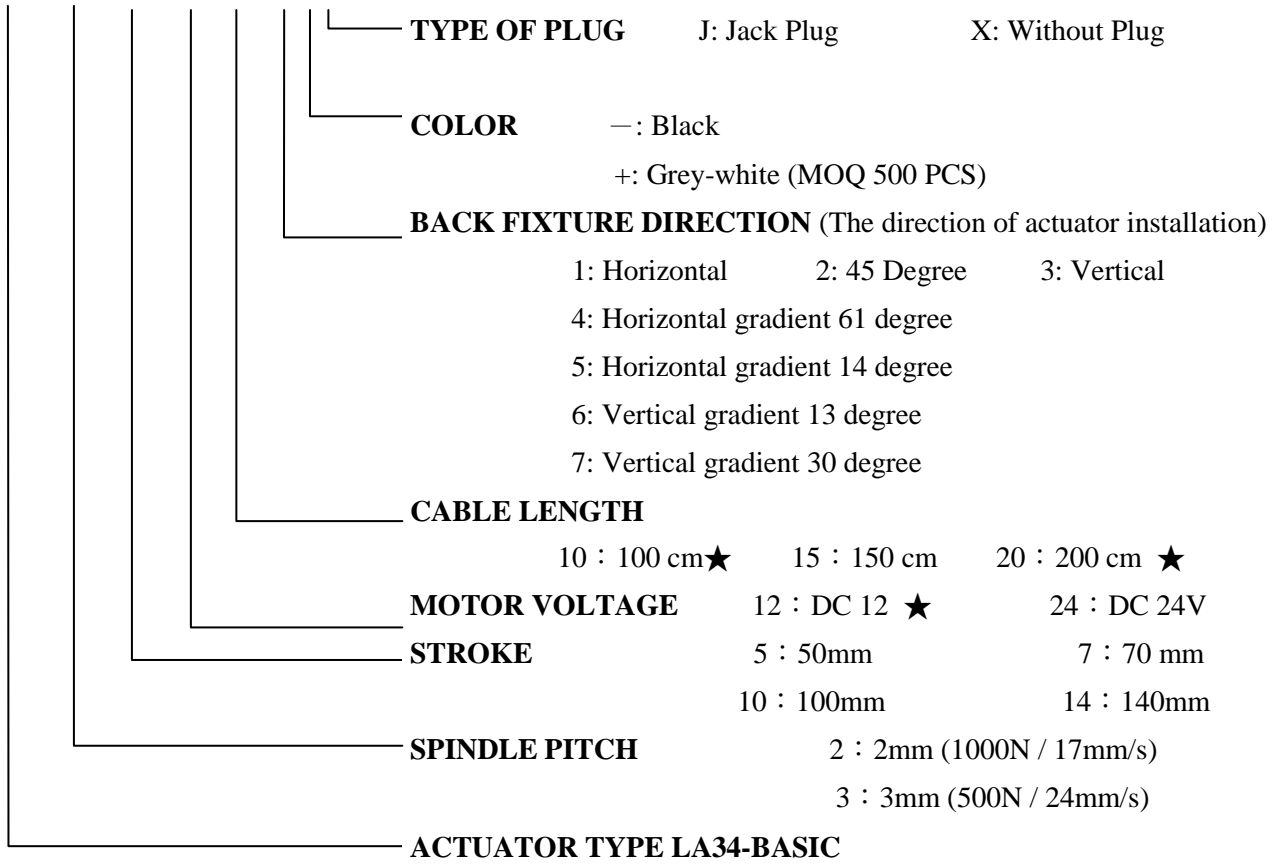 TYPE OF PLUG J: Jack Plug X: Without Plug
COLOR －: Black
+: Grey-white (MOQ 500 PCS)
BACK FIXTURE DIRECTION (The direction of actuator installation)
1: Horizontal 2: 45 Degree 3: Vertical
4: Horizontal gradient 61 degree
5: Horizontal gradient 14 degree
6: Vertical gradient 13 degree
7: Vertical gradient 30 degree
CABLE LENGTH
10：100 cm★ 15：150 cm 20：200 cm ★
MOTOR VOLTAGE 12：DC 12 ★ 24：DC 24V
STROKE 5：50mm 7：70 mm
10：100mm 14：140mm
SPINDLE PITCH 2：2mm (1000N / 17mm/s)
3：3mm (500N / 24mm/s)
ACTUATOR TYPE LA34-BASIC